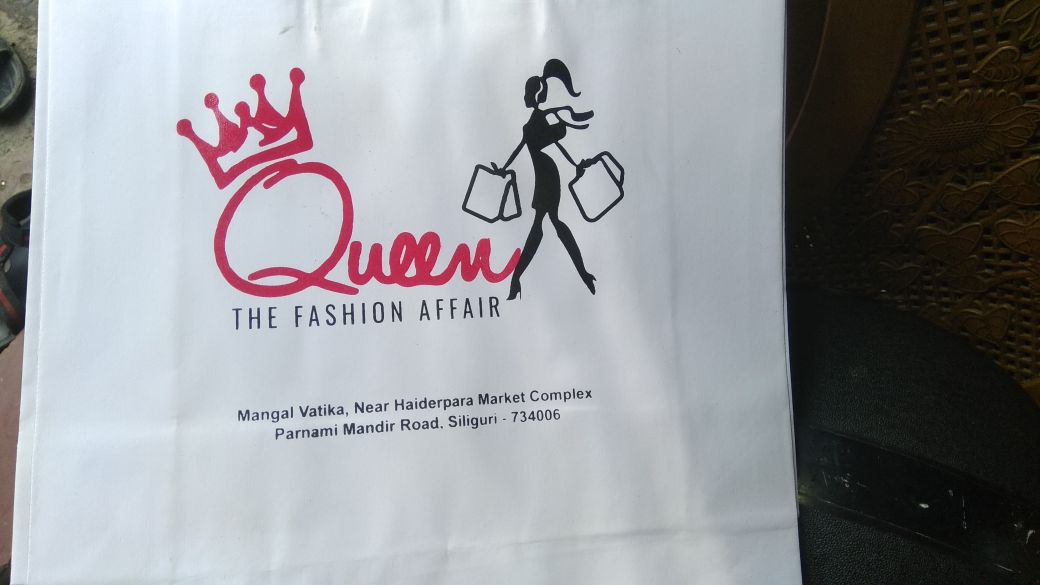 Queen
THE FASHION AFFAIR
Mangal Vatika, Near Haiderpara Market Complex
Parnami Mandir Road. Siliguri - 734006